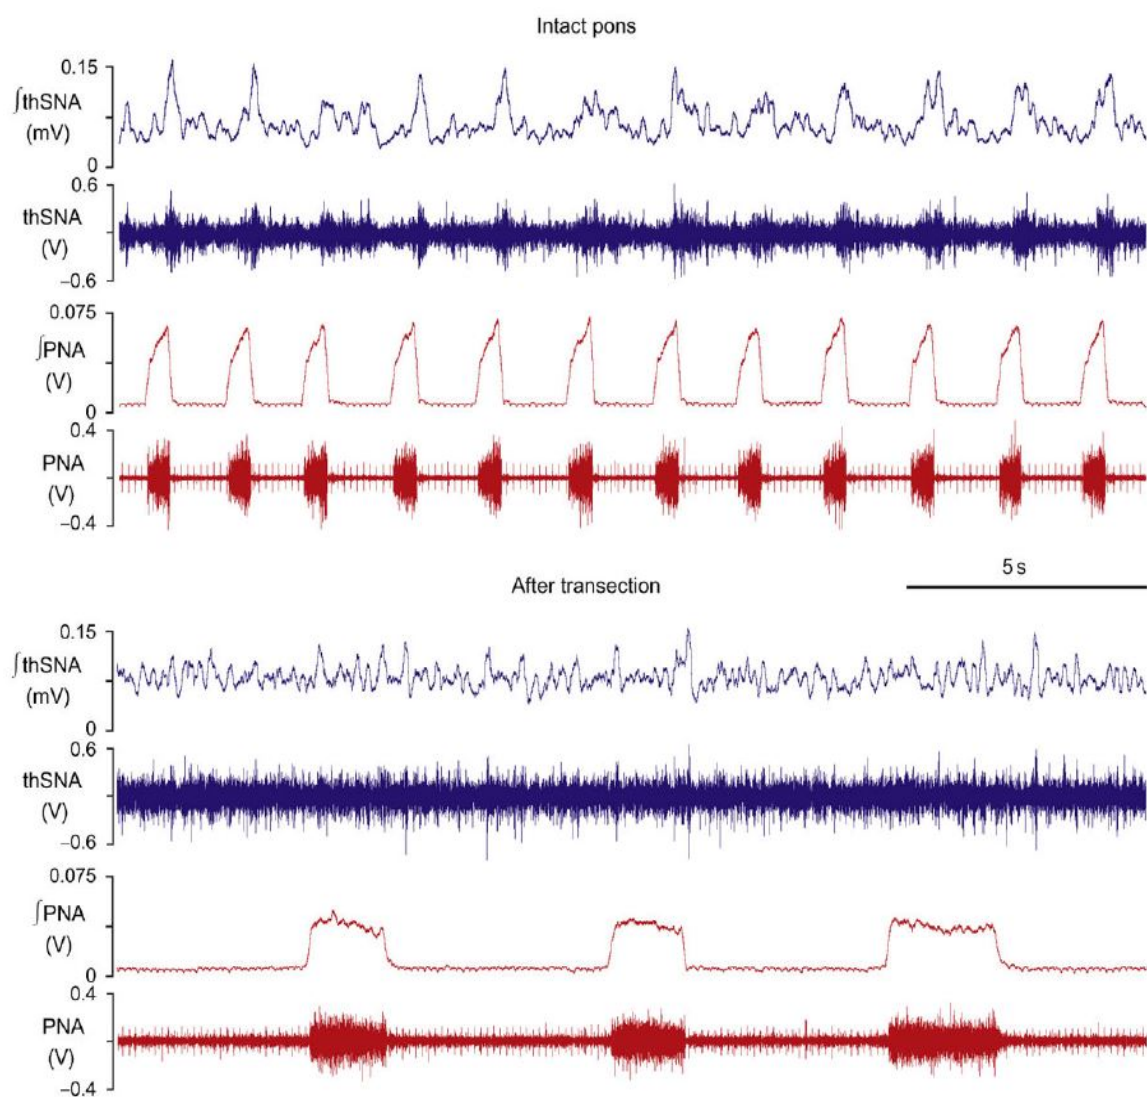 Intact pons
0.15
∫thSNA
(mV)
0
0.6
thSNA
(V)
−0.6
0.075
∫PNA
(V)
0
0.4
PNA
(V)
−0.4
5 s
After transection
0.15
∫thSNA
(mV)
0
0.6
thSNA
(V)
−0.6
0.075
∫PNA
(V)
0
0.4
PNA
(V)
−0.4